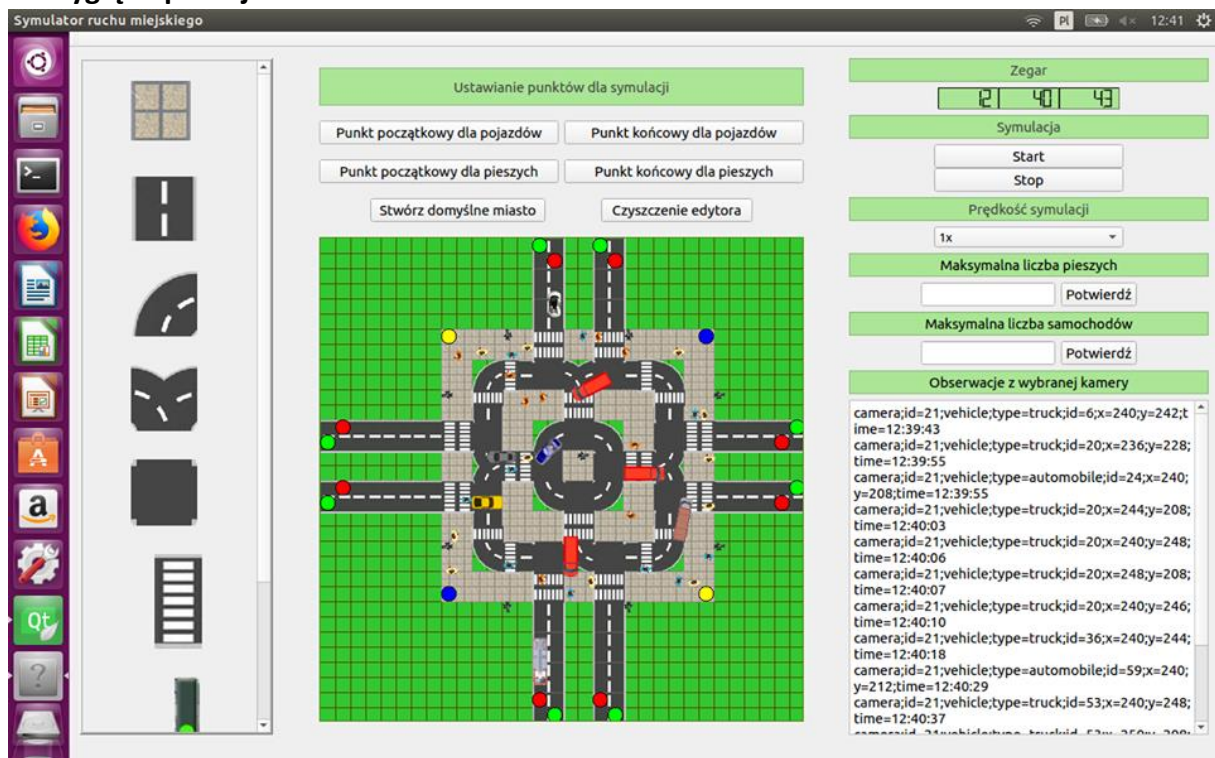 Symulator ruchu miejskiego
Pl
12:41
Ustawianie punktów dla symulacji
Punkt początkowy dla pojazdów
Punkt końcowy dla pojazdów
Punkt początkowy dla pieszych
Punkt końcowy dla pieszych
Stwórz domyślne miasto
Czyszczenie edytora
Zegar
12| 40| 43
Symulacja
Start
Stop
Prędkość symulacji
1x
Maksymalna liczba pieszych
Potwierdź
Maksymalna liczba samochodów
Potwierdź
Obserwacje z wybranej kamery
camera;id=21;vehicle;type=truck;id=6;x=240;y=242;t
ime=12:39:43
camera;id=21;vehicle;type=truck;id=20;x=236;y=228;
time=12:39:55
camera;id=21;vehicle;type=automobile;id=24;x=240;
y=208;time=12:39:55
camera;id=21;vehicle;type=truck;id=20;x=244;y=208;
time=12:40:03
camera;id=21;vehicle;type=truck;id=20;x=240;y=248;
time=12:40:06
camera;id=21;vehicle;type=truck;id=20;x=248;y=208;
time=12:40:07
camera;id=21;vehicle;type=truck;id=20;x=240;y=246;
time=12:40:10
camera;id=21;vehicle;type=truck;id=36;x=240;y=244;
time=12:40:18
camera;id=21;vehicle;type=automobile;id=59;x=240;
y=212;time=12:40:29
camera;id=21;vehicle;type=truck;id=53;x=240;y=248;
time=12:40:37